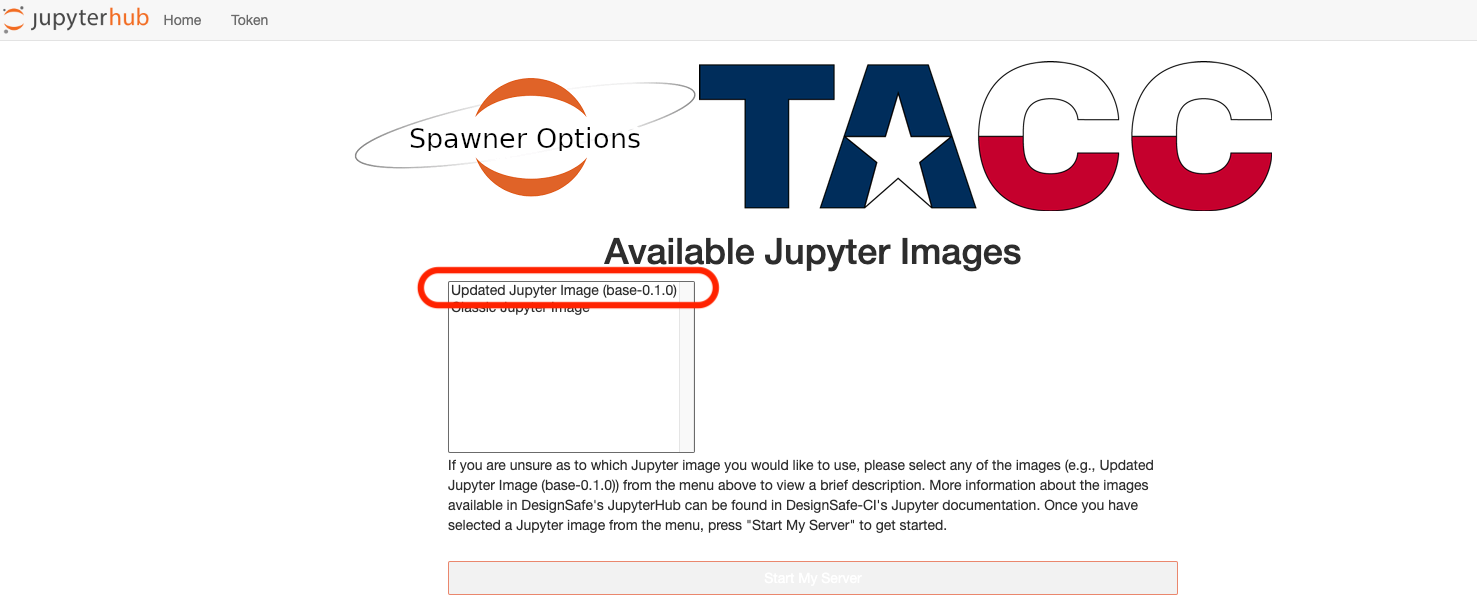 jupyterhub Home Token
Spawner Options
TACC
Available Jupyter Images
Updated Jupyter Image (base-0.1.0)
Classic Jupyter Image
If you are unsure as to which Jupyter image you would like to use, please select any of the images (e.g., Updated
Jupyter Image (base-0.1.0)) from the menu above to view a brief description. More information about the images
available in DesignSafe's JupyterHub can be found in DesignSafe-CI's Jupyter documentation. Once you have
selected a Jupyter image from the menu, press "Start My Server" to get started.
Start My Server